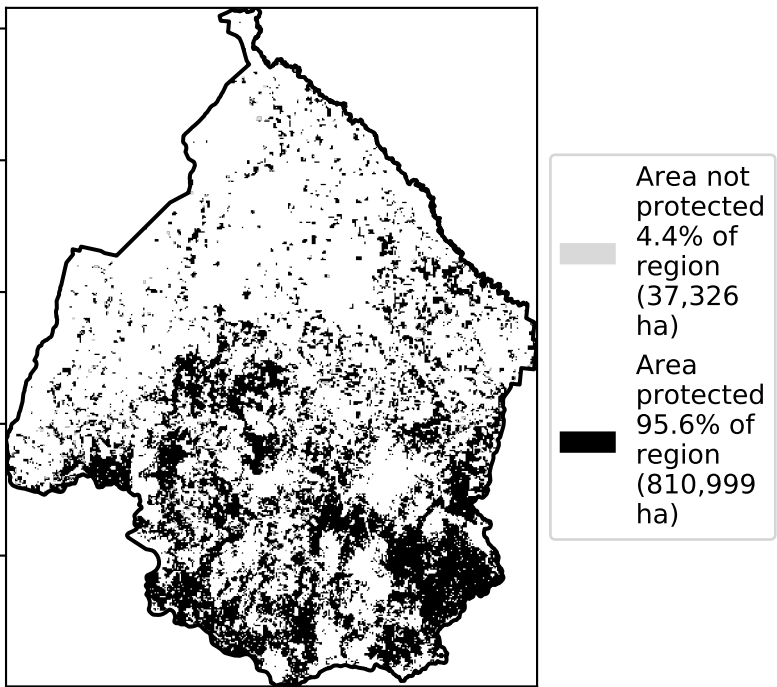 Area not
protected
4.4% of
region
(37,326
ha)
Area
protected
95.6% of
region
(810,999
ha)